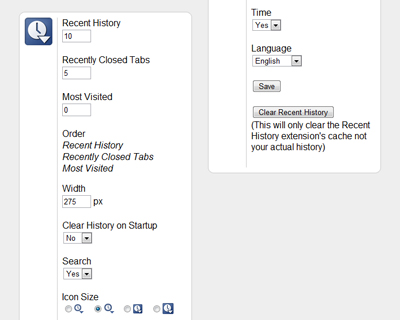 Recent History
10
Recently Closed Tabs
5
Most Visited
0
Order
Recent History
Recently Closed Tabs
Most Visited
Width
275 px
Clear History on Startup
No
Search
Yes
Icon Size
Time
Yes
Language
English
Save
Clear Recent History
(This will only clear the Recent
History extension's cache not
your actual history)